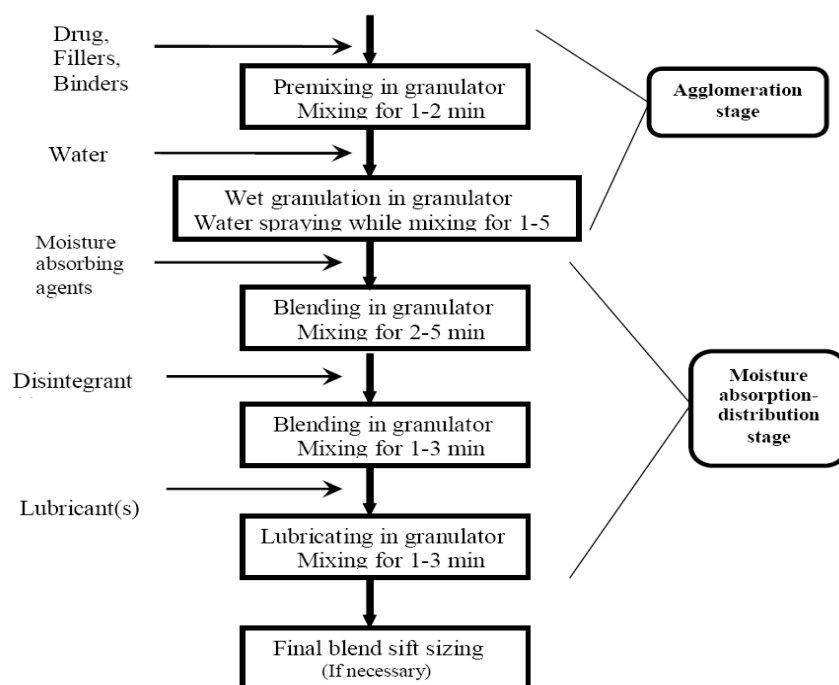 Drug,
Fillers,
Binders
Premixing in granulator
Mixing for 1-2 min
Agglomeration
stage
Water
Wet granulation in granulator
Water spraying while mixing for 1-5
Moisture
absorbing
agents
Blending in granulator
Mixing for 2-5 min
Disintegrant
Moisture
absorption-
distribution
stage
Blending in granulator
Mixing for 1-3 min
Lubricant(s)
Lubricating in granulator
Mixing for 1-3 min
Final blend sift sizing
(If necessary)